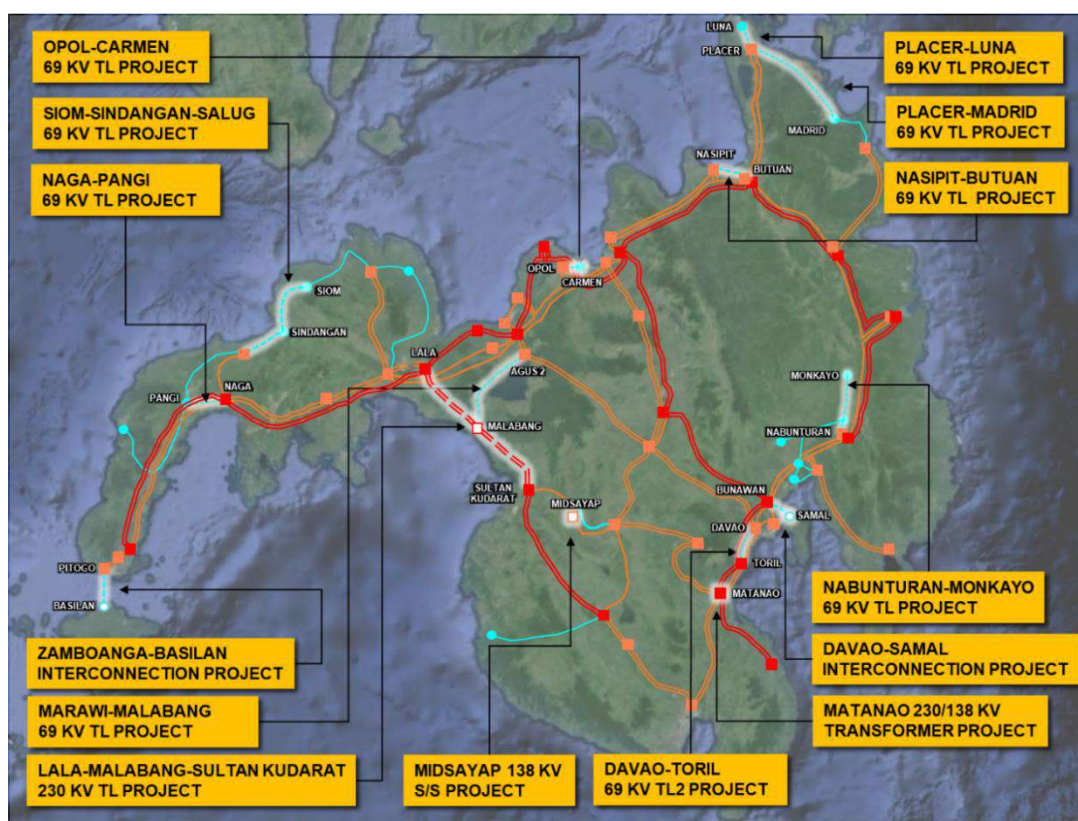 OPOL-CARMEN
69 KV TL PROJECT
SIOM-SINDANGAN-SALUG
69 KV TL PROJECT
NAGA-PANGI
69 KV TL PROJECT
PLACER-LUNA
69 KV TL PROJECT
PLACER-MADRID
69 KV TL PROJECT
NASIPIT-BUTUAN
69 KV TL PROJECT
LUNA
PLACER
MADRID
NASIPIT
BUTUAN
OPOL
CARMEN
SIOM
SINDANGAN
LALA
AGUS 2
PANGI
NAGA
MALABANG
MONKAYO
NABUNTURAN
SULTAN
KUDARAT
MIDSAYAP
BUNAWAN
SAMAL
DAVAO
TORIL
MATANAO
PITOGO
BASILAN
ZAMBOANGA-BASILAN
INTERCONNECTION PROJECT
MARAWI-MALABANG
69 KV TL PROJECT
LALA-MALABANG-SULTAN KUDARAT
230 KV TL PROJECT
MIDSAYAP 138 KV
S/S PROJECT
DAVAO-TORIL
69 KV TL2 PROJECT
NABUNTURAN-MONKAYO
69 KV TL PROJECT
DAVAO-SAMAL
INTERCONNECTION PROJECT
MATANAO 230/138 KV
TRANSFORMER PROJECT